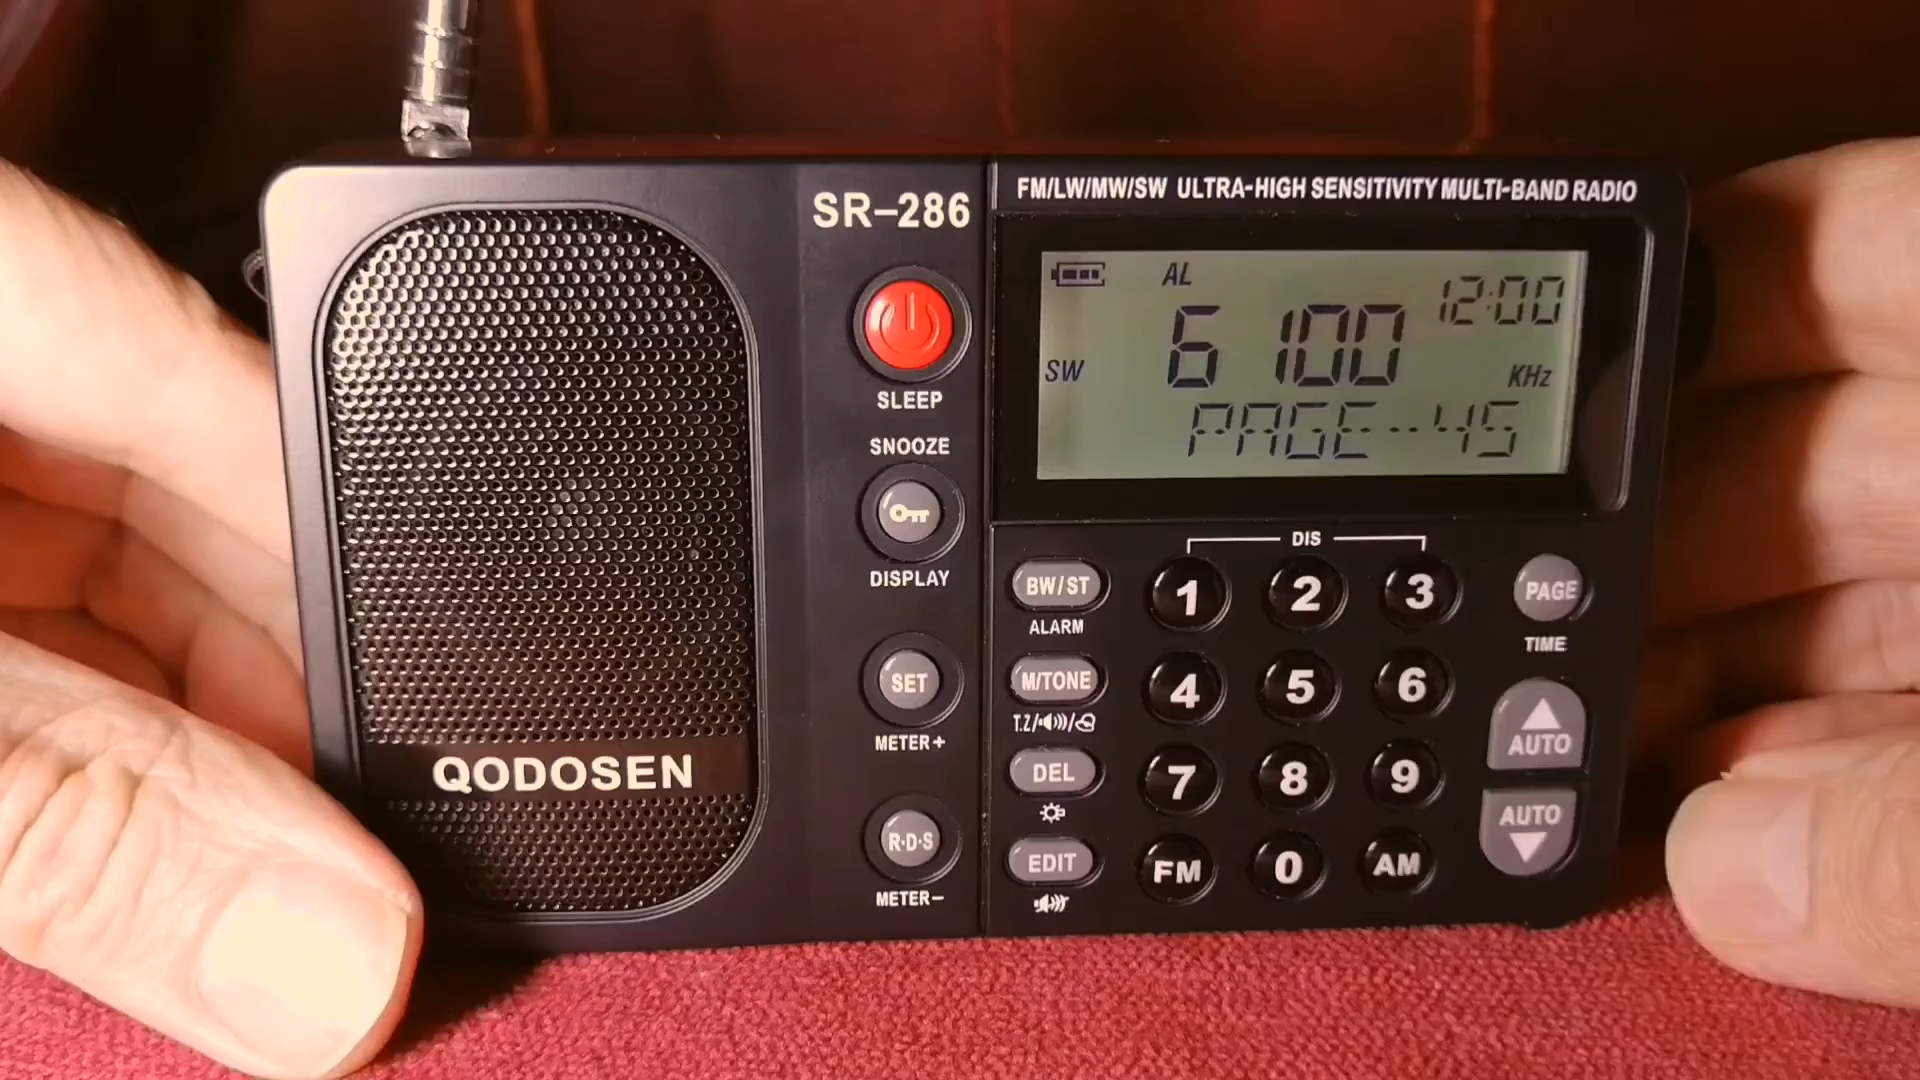 SR-286
FM/LW/MW/SW ULTRA-HIGH SENSITIVITY MULTI-BAND RADIO
AL
12:00
6 100
SW
KHz
PAGE--45
SLEEP
SNOOZE
DISPLAY
SET
METER+
R·D·S
METER−
QODOSEN
DIS
BW/ST
ALARM
1 2 3
PAGE
TIME
M/TONE
T.Z/
4 5 6
AUTO
DEL
7 8 9
AUTO
EDIT
FM 0 AM